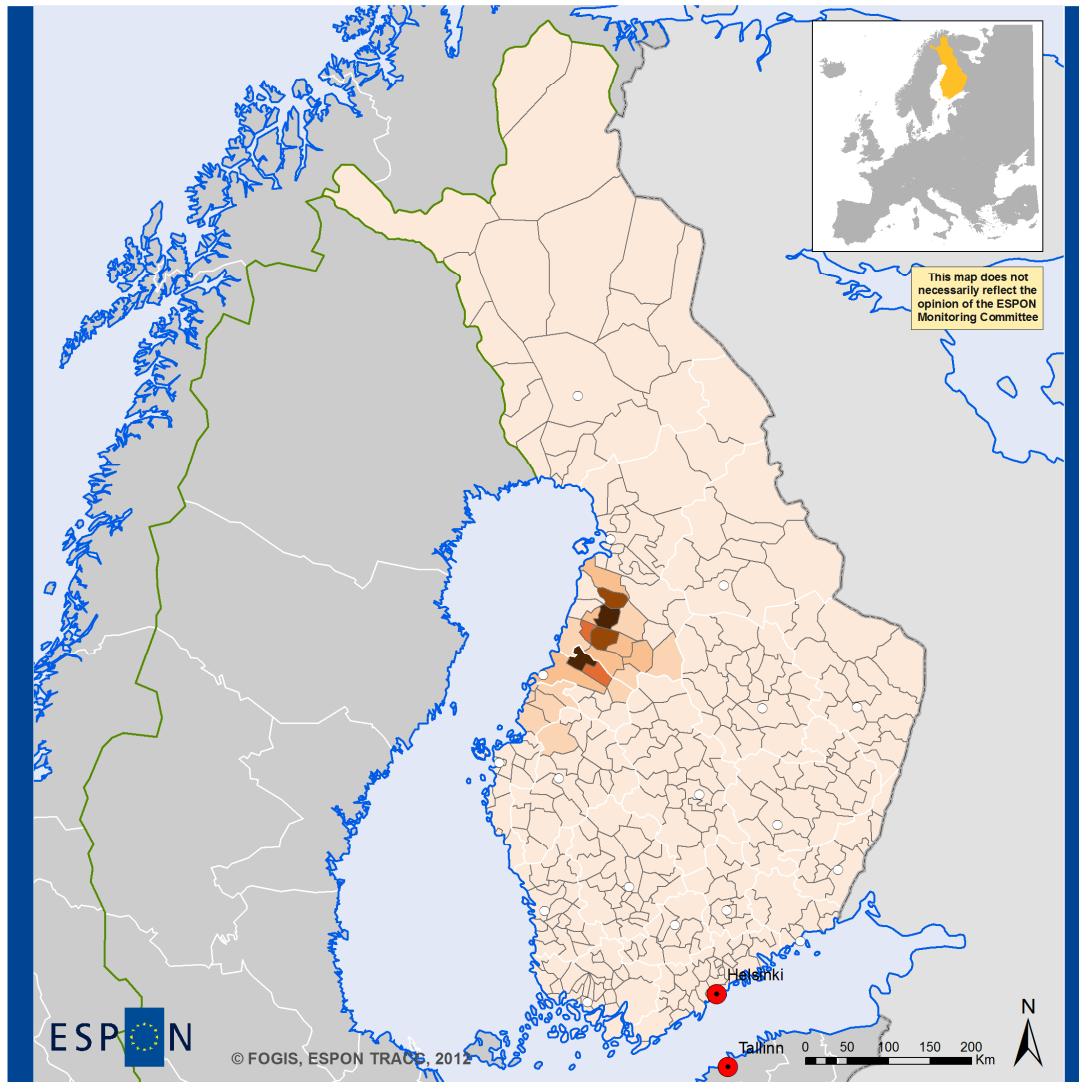 This map does not
necessarily reflect the
opinion of the ESPON
Monitoring Committee
Helsinki
Tallinn
N
0 50 100 150 200
Km
ESPON
© FOGIS, ESPON TRACC, 2012